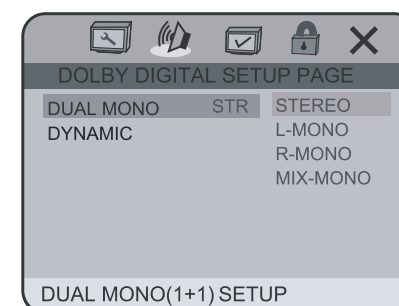 DOLBY DIGITAL SETUP PAGE
DUAL MONO STR STEREO
DYNAMIC L-MONO
R-MONO
MIX-MONO
DUAL MONO(1+1) SETUP